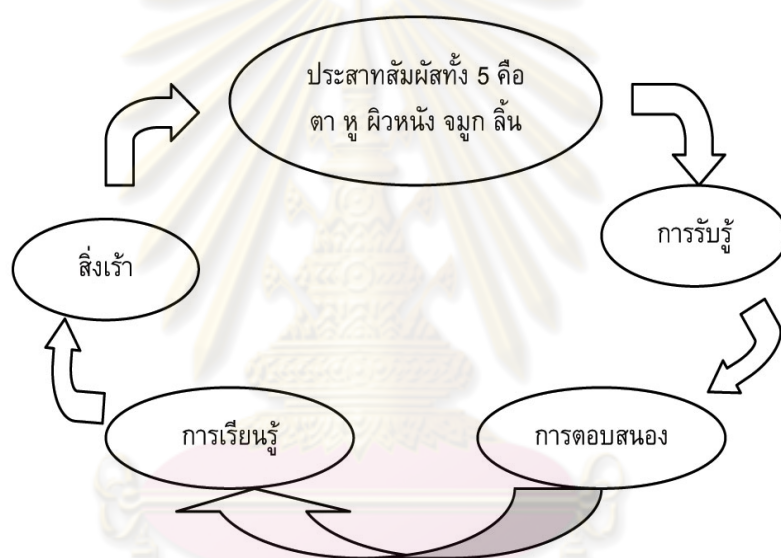 ประสาทสัมผัสทั้ง 5 คือ
ตา หู ผิวหนัง จมูก ลิ้น
การรับรู้
สิ่งเร้า
การเรียนรู้
การตอบสนอง